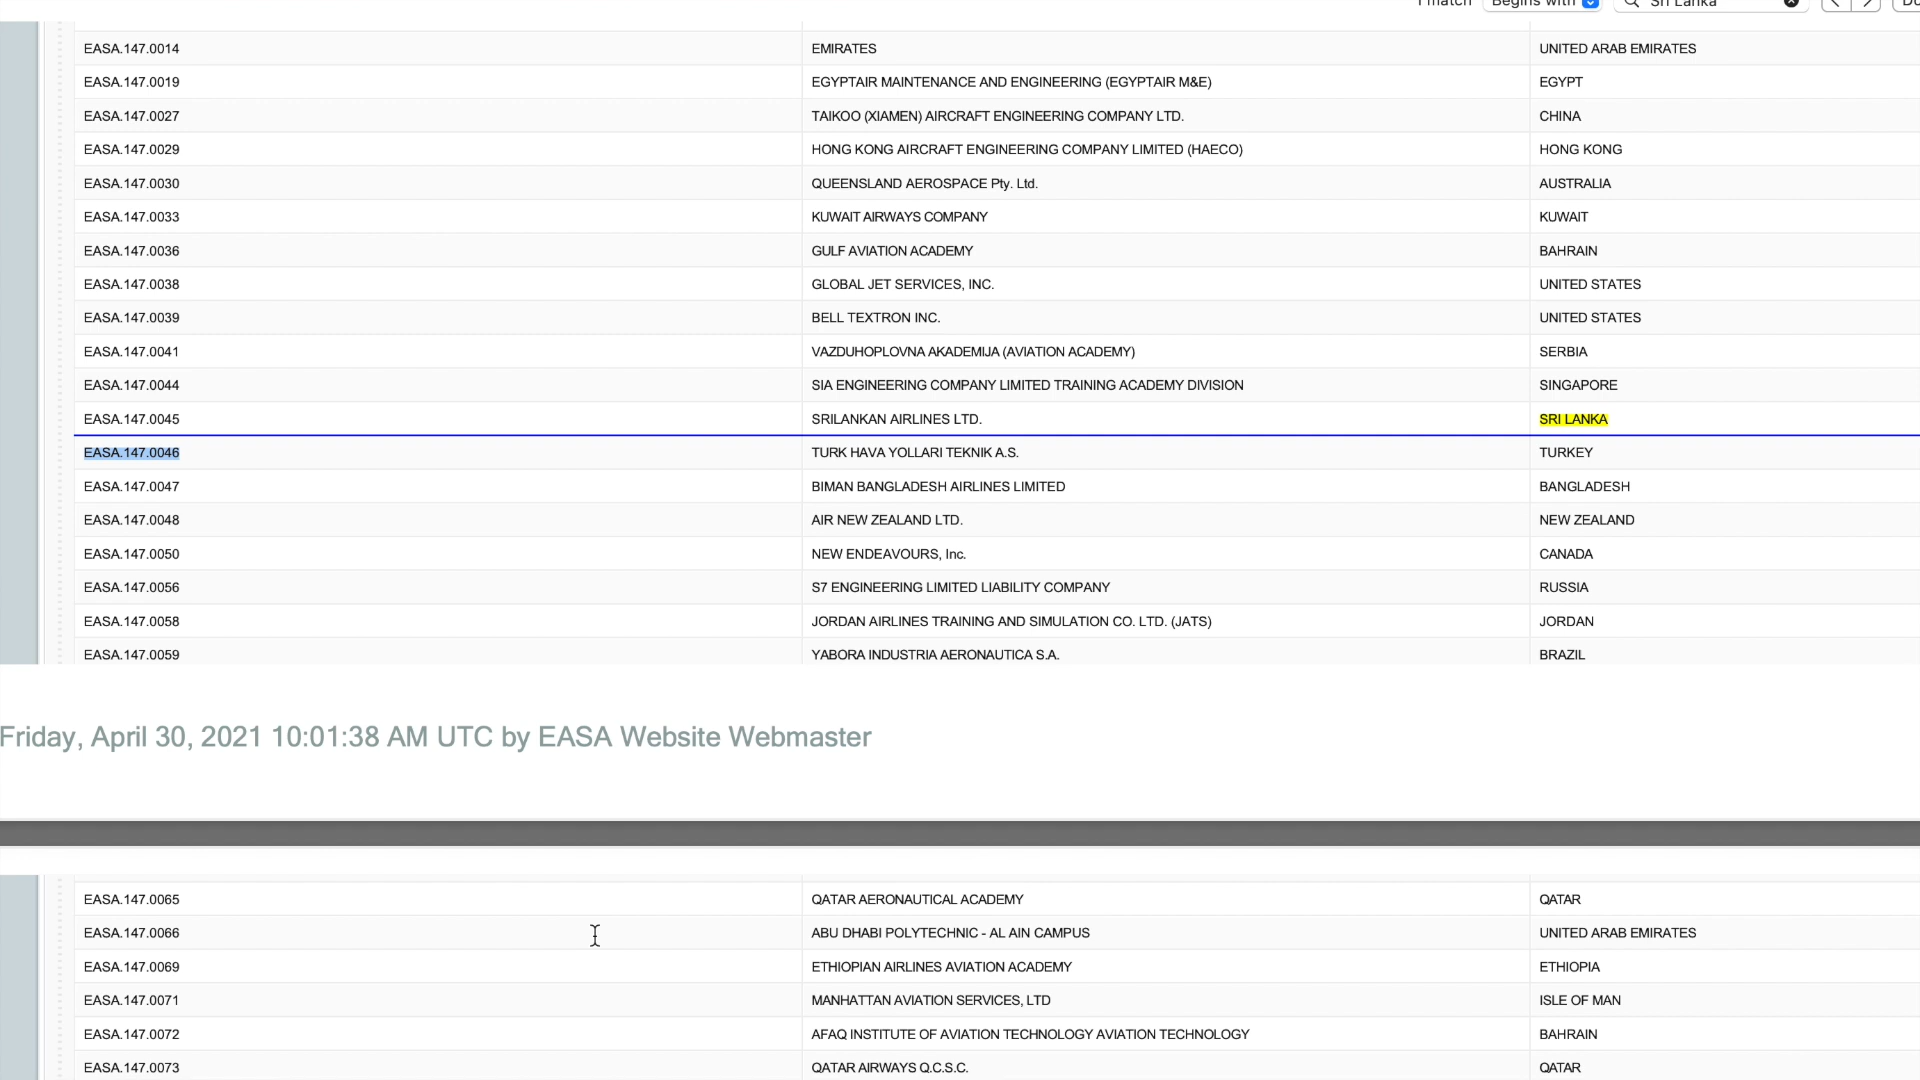 1 match Begins with Sri Lanka
EASA.147.0014 EMIRATES UNITED ARAB EMIRATES
EASA.147.0019 EGYPTAIR MAINTENANCE AND ENGINEERING (EGYPTAIR M&E) EGYPT
EASA.147.0027 TAIKOO (XIAMEN) AIRCRAFT ENGINEERING COMPANY LTD. CHINA
EASA.147.0029 HONG KONG AIRCRAFT ENGINEERING COMPANY LIMITED (HAECO) HONG KONG
EASA.147.0030 QUEENSLAND AEROSPACE Pty. Ltd. AUSTRALIA
EASA.147.0033 KUWAIT AIRWAYS COMPANY KUWAIT
EASA.147.0036 GULF AVIATION ACADEMY BAHRAIN
EASA.147.0038 GLOBAL JET SERVICES, INC. UNITED STATES
EASA.147.0039 BELL TEXTRON INC. UNITED STATES
EASA.147.0041 VAZDUHOPLOVNA AKADEMIJA (AVIATION ACADEMY) SERBIA
EASA.147.0044 SIA ENGINEERING COMPANY LIMITED TRAINING ACADEMY DIVISION SINGAPORE
EASA.147.0045 SRILANKAN AIRLINES LTD. SRI LANKA
EASA.147.0046 TURK HAVA YOLLARI TEKNIK A.S. TURKEY
EASA.147.0047 BIMAN BANGLADESH AIRLINES LIMITED BANGLADESH
EASA.147.0048 AIR NEW ZEALAND LTD. NEW ZEALAND
EASA.147.0050 NEW ENDEAVOURS, Inc. CANADA
EASA.147.0056 S7 ENGINEERING LIMITED LIABILITY COMPANY RUSSIA
EASA.147.0058 JORDAN AIRLINES TRAINING AND SIMULATION CO. LTD. (JATS) JORDAN
EASA.147.0059 YABORA INDUSTRIA AERONAUTICA S.A. BRAZIL
Friday, April 30, 2021 10:01:38 AM UTC by EASA Website Webmaster
EASA.147.0065 QATAR AERONAUTICAL ACADEMY QATAR
EASA.147.0066 ABU DHABI POLYTECHNIC - AL AIN CAMPUS UNITED ARAB EMIRATES
EASA.147.0069 ETHIOPIAN AIRLINES AVIATION ACADEMY ETHIOPIA
EASA.147.0071 MANHATTAN AVIATION SERVICES, LTD ISLE OF MAN
EASA.147.0072 AFAQ INSTITUTE OF AVIATION TECHNOLOGY AVIATION TECHNOLOGY BAHRAIN
EASA.147.0073 QATAR AIRWAYS Q.C.S.C. QATAR